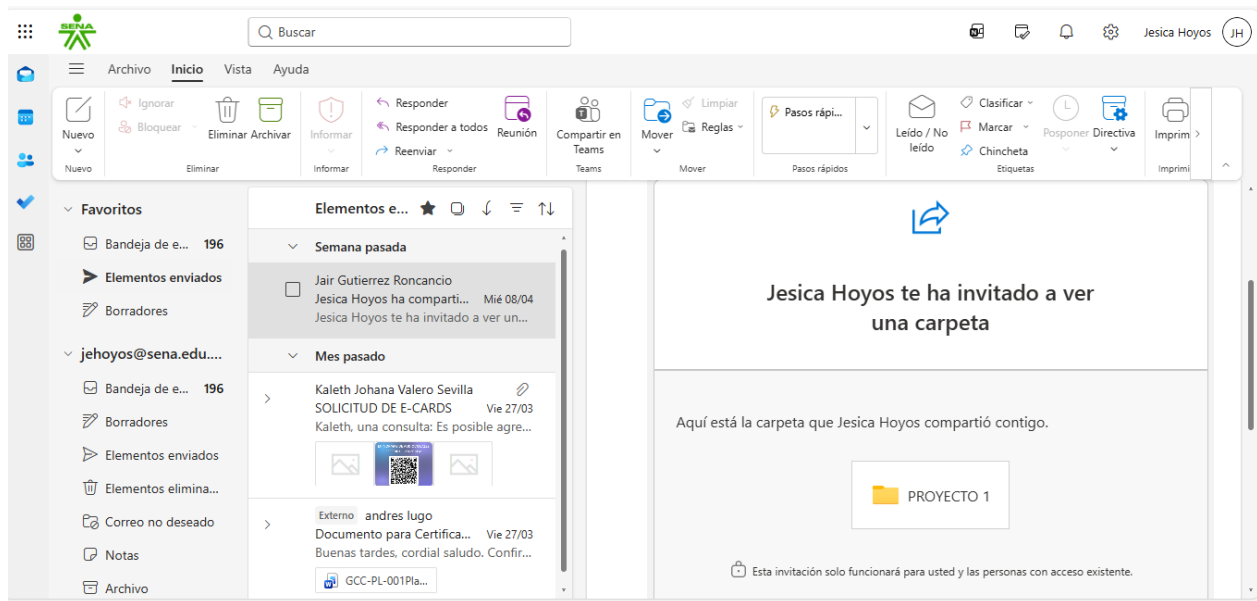 SENA
Buscar
Jesica Hoyos
JH
Archivo Inicio Vista Ayuda
Nuevo
Ignorar
Bloquear
Eliminar
Archivar
Informar
Responder
Responder a todos
Reenviar
Reunión
Compartir en
Teams
Mover
Limpiar
Reglas
Pasos rápi...
Leído / No
leído
Clasificar
Marcar
Chincheta
Posponer
Directiva
Imprim
Nuevo Eliminar Informar Responder Teams Mover Pasos rápidos Etiquetas Imprimi
Favoritos
Bandeja de e... 196
Elementos enviados
Borradores
jehoyos@sena.edu....
Bandeja de e... 196
Borradores
Elementos enviados
Elementos elimina...
Correo no deseado
Notas
Archivo
Elementos e...
Semana pasada
Jair Gutierrez Roncancio
Jesica Hoyos ha comparti... Mié 08/04
Jesica Hoyos te ha invitado a ver un...
Mes pasado
Kaleth Johana Valero Sevilla
SOLICITUD DE E-CARDS Vie 27/03
Kaleth, una consulta: Es posible agre...
Externo andres lugo
Documento para Certifica... Vie 27/03
Buenas tardes, cordial saludo. Confir...
GCC-PL-001Pla...
Jesica Hoyos te ha invitado a ver
una carpeta
Aquí está la carpeta que Jesica Hoyos compartió contigo.
PROYECTO 1
Esta invitación solo funcionará para usted y las personas con acceso existente.